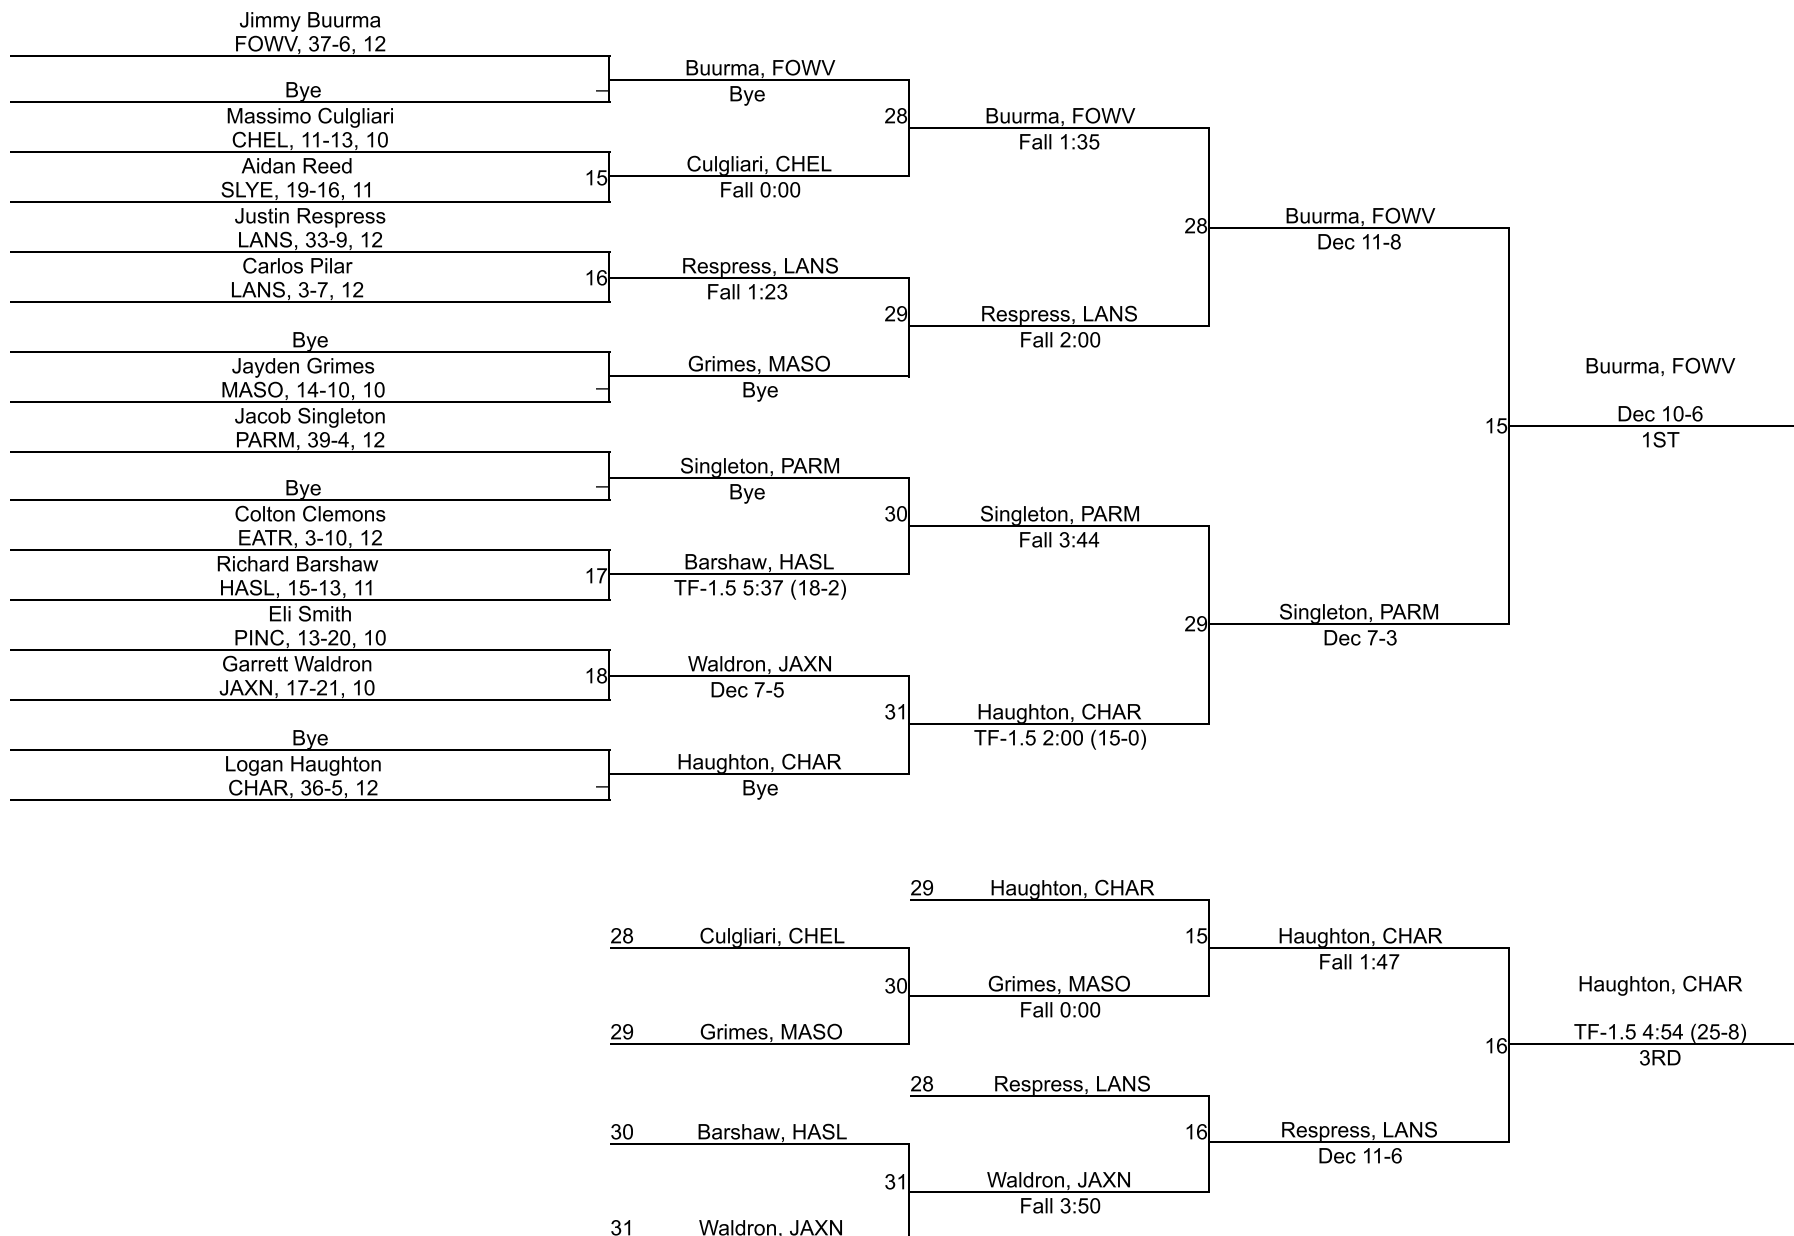 Jimmy Buurma
FOWV, 37-6, 12
Bye
Massimo Culgliari
CHEL, 11-13, 10
Aidan Reed
SLYE, 19-16, 11
Justin Respress
LANS, 33-9, 12
Carlos Pilar
LANS, 3-7, 12
Bye
Jayden Grimes
MASO, 14-10, 10
Jacob Singleton
PARM, 39-4, 12
Bye
Colton Clemons
EATR, 3-10, 12
Richard Barshaw
HASL, 15-13, 11
Eli Smith
PINC, 13-20, 10
Garrett Waldron
JAXN, 17-21, 10
Bye
Logan Haughton
CHAR, 36-5, 12
15
16
17
18
Buurma, FOWV
Bye
Culgliari, CHEL
Fall 0:00
Respress, LANS
Fall 1:23
Grimes, MASO
Bye
Singleton, PARM
Bye
Barshaw, HASL
TF-1.5 5:37 (18-2)
Waldron, JAXN
Dec 7-5
Haughton, CHAR
Bye
28
29
30
31
Buurma, FOWV
Fall 1:35
Respress, LANS
Fall 2:00
Singleton, PARM
Fall 3:44
Haughton, CHAR
TF-1.5 2:00 (15-0)
28
29
Buurma, FOWV
Dec 11-8
Singleton, PARM
Dec 7-3
15
Buurma, FOWV
Dec 10-6
1ST
28 Culgliari, CHEL
29 Grimes, MASO
30 Barshaw, HASL
31 Waldron, JAXN
30
31
29 Haughton, CHAR
Grimes, MASO
Fall 0:00
28 Respress, LANS
Waldron, JAXN
Fall 3:50
15
16
Haughton, CHAR
Fall 1:47
Respress, LANS
Dec 11-6
16
Haughton, CHAR
TF-1.5 4:54 (25-8)
3RD